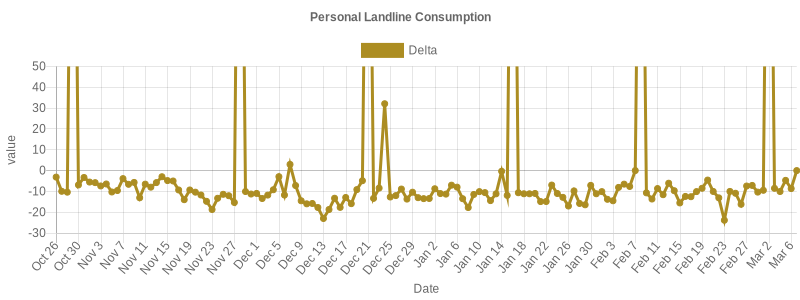 Personal Landline Consumption
Delta
value
50
40
30
20
10
0
-10
-20
-30
Oct 26
Oct 30
Nov 3
Nov 7
Nov 11
Nov 15
Nov 19
Nov 23
Nov 27
Dec 1
Dec 5
Dec 9
Dec 13
Dec 17
Dec 21
Dec 25
Dec 29
Jan 2
Jan 6
Jan 10
Jan 14
Jan 18
Jan 22
Jan 26
Jan 30
Feb 3
Feb 7
Feb 11
Feb 15
Feb 19
Feb 23
Feb 27
Mar 2
Mar 6
Date